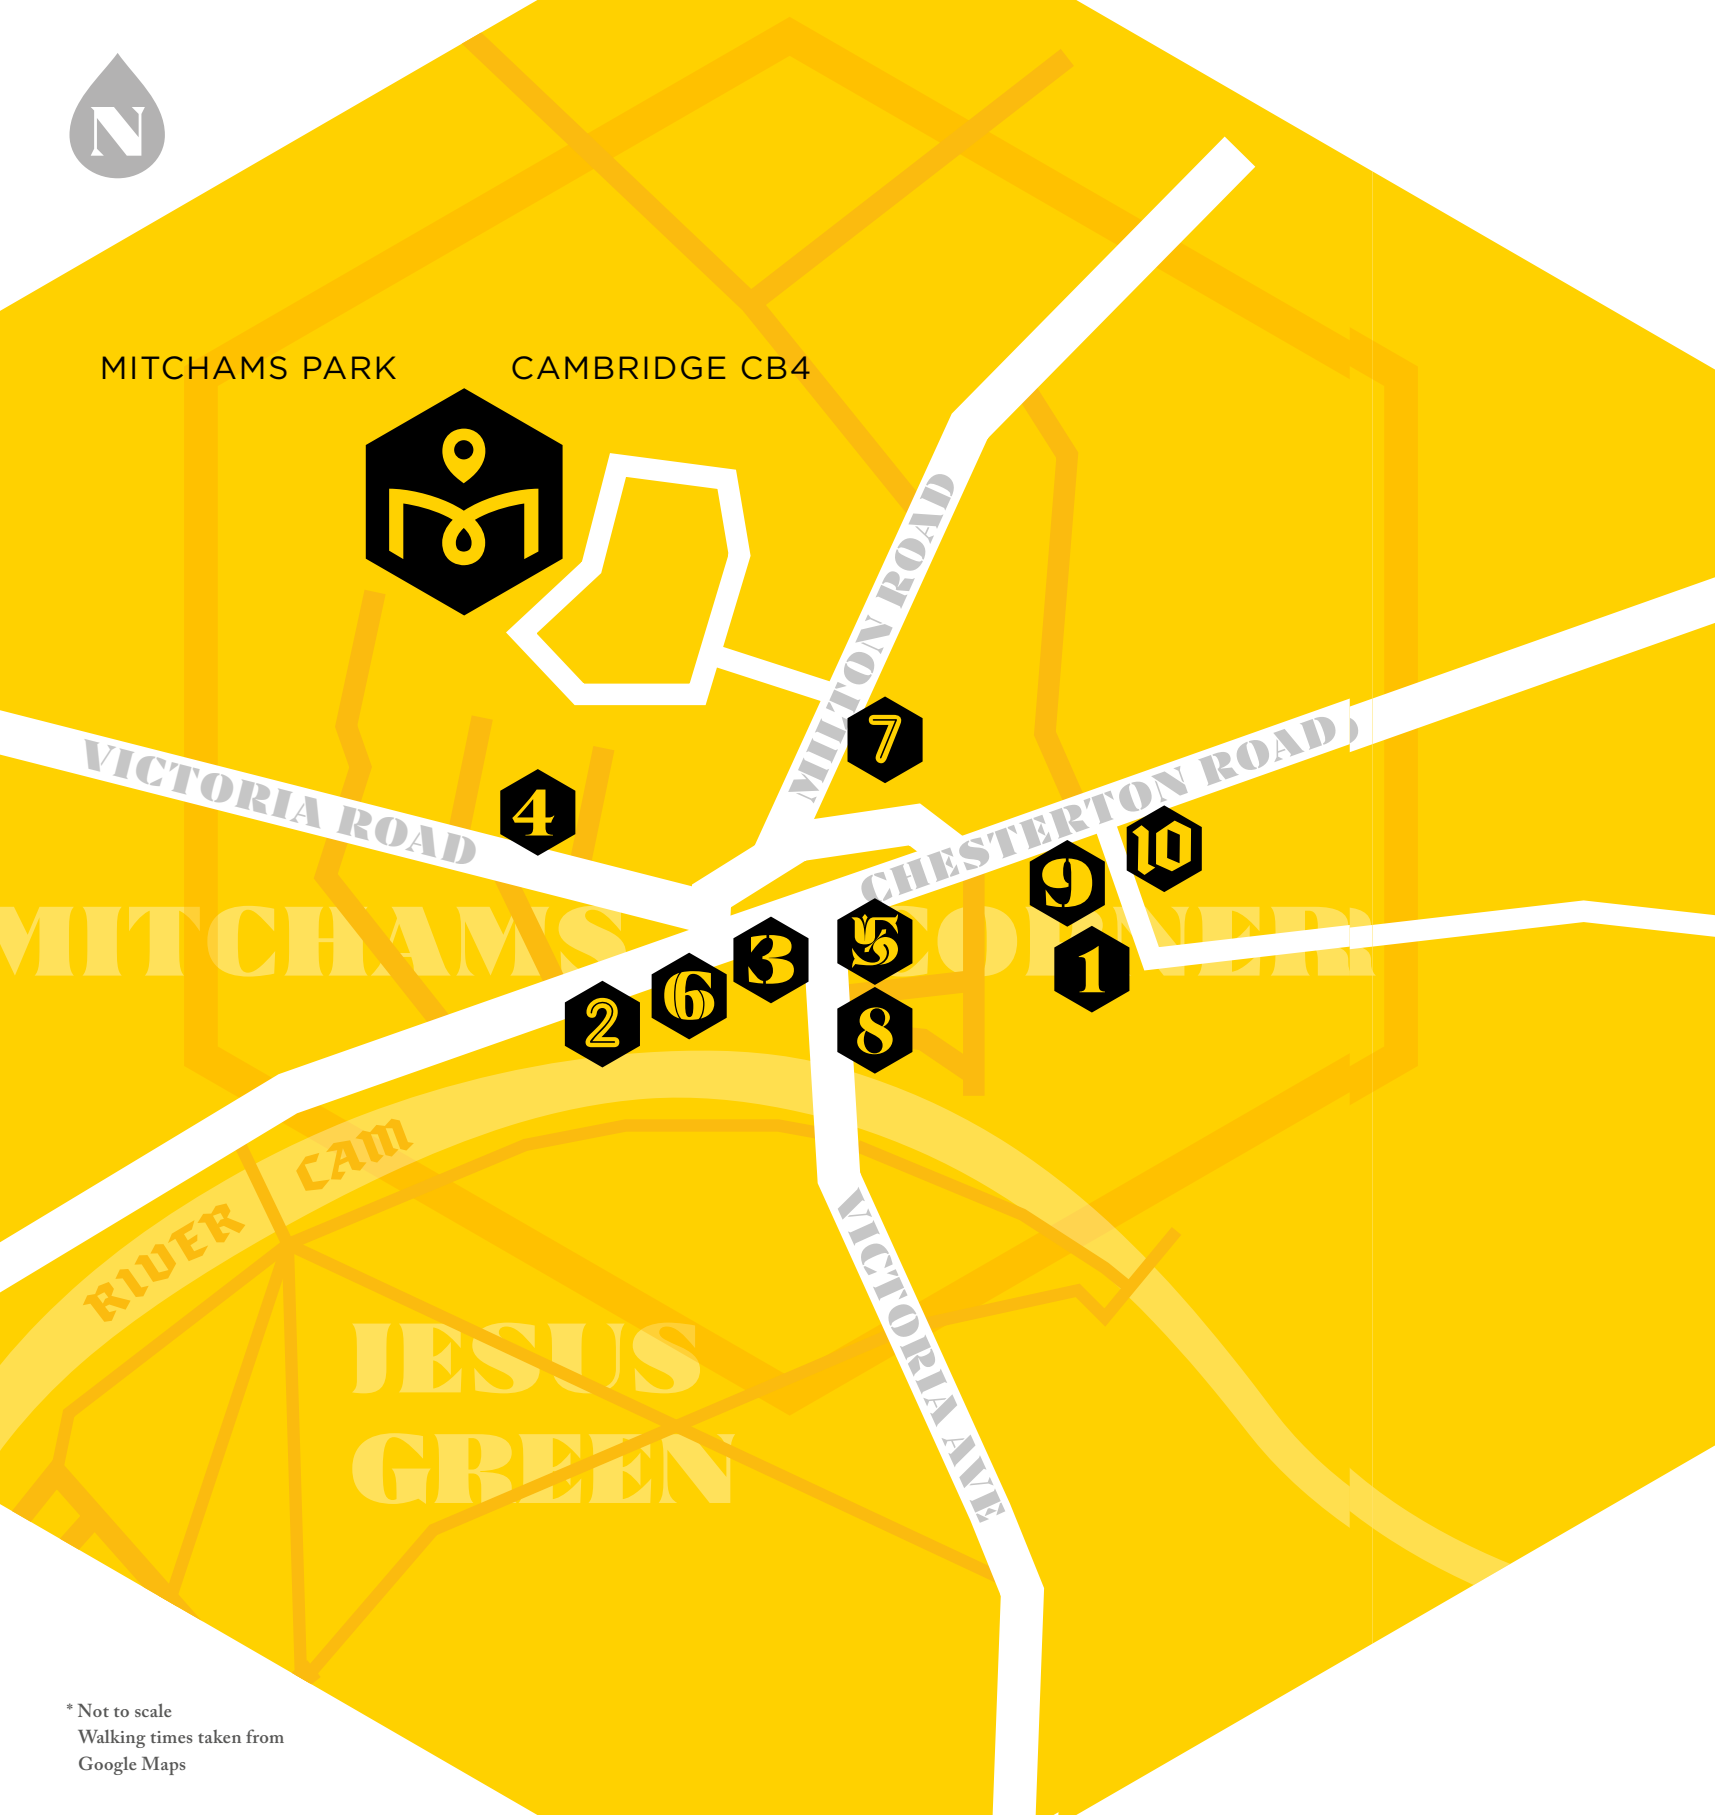 N
MITCHAMS PARK CAMBRIDGE CB4
MILTON ROAD
7
CHESTERTON ROAD
VICTORIA ROAD
4
10
9
MITCHAMS CORNER
5
3
1
6
2
8
RIVER CAM
VICTORIA AVE
JESUS
GREEN
* Not to scale
Walking times taken from
Google Maps